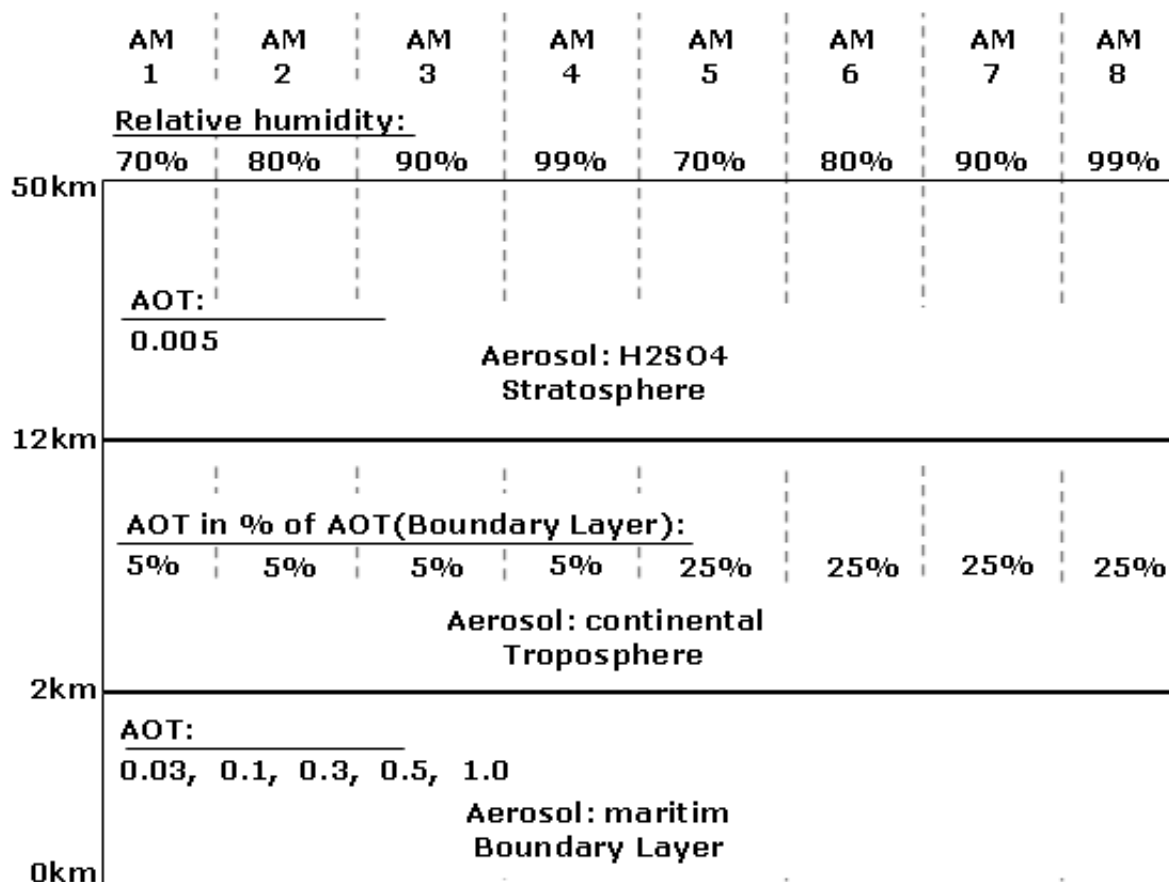 AM AM AM AM AM AM AM AM
1 2 3 4 5 6 7 8
Relative humidity:
70% 80% 90% 99% 70% 80% 90% 99%
50km
AOT:
0.005
Aerosol: H2SO4
Stratosphere
12km
AOT in % of AOT(Boundary Layer):
5% 5% 5% 5% 25% 25% 25% 25%
Aerosol: continental
Troposphere
2km
AOT:
0.03, 0.1, 0.3, 0.5, 1.0
Aerosol: maritim
Boundary Layer
0km